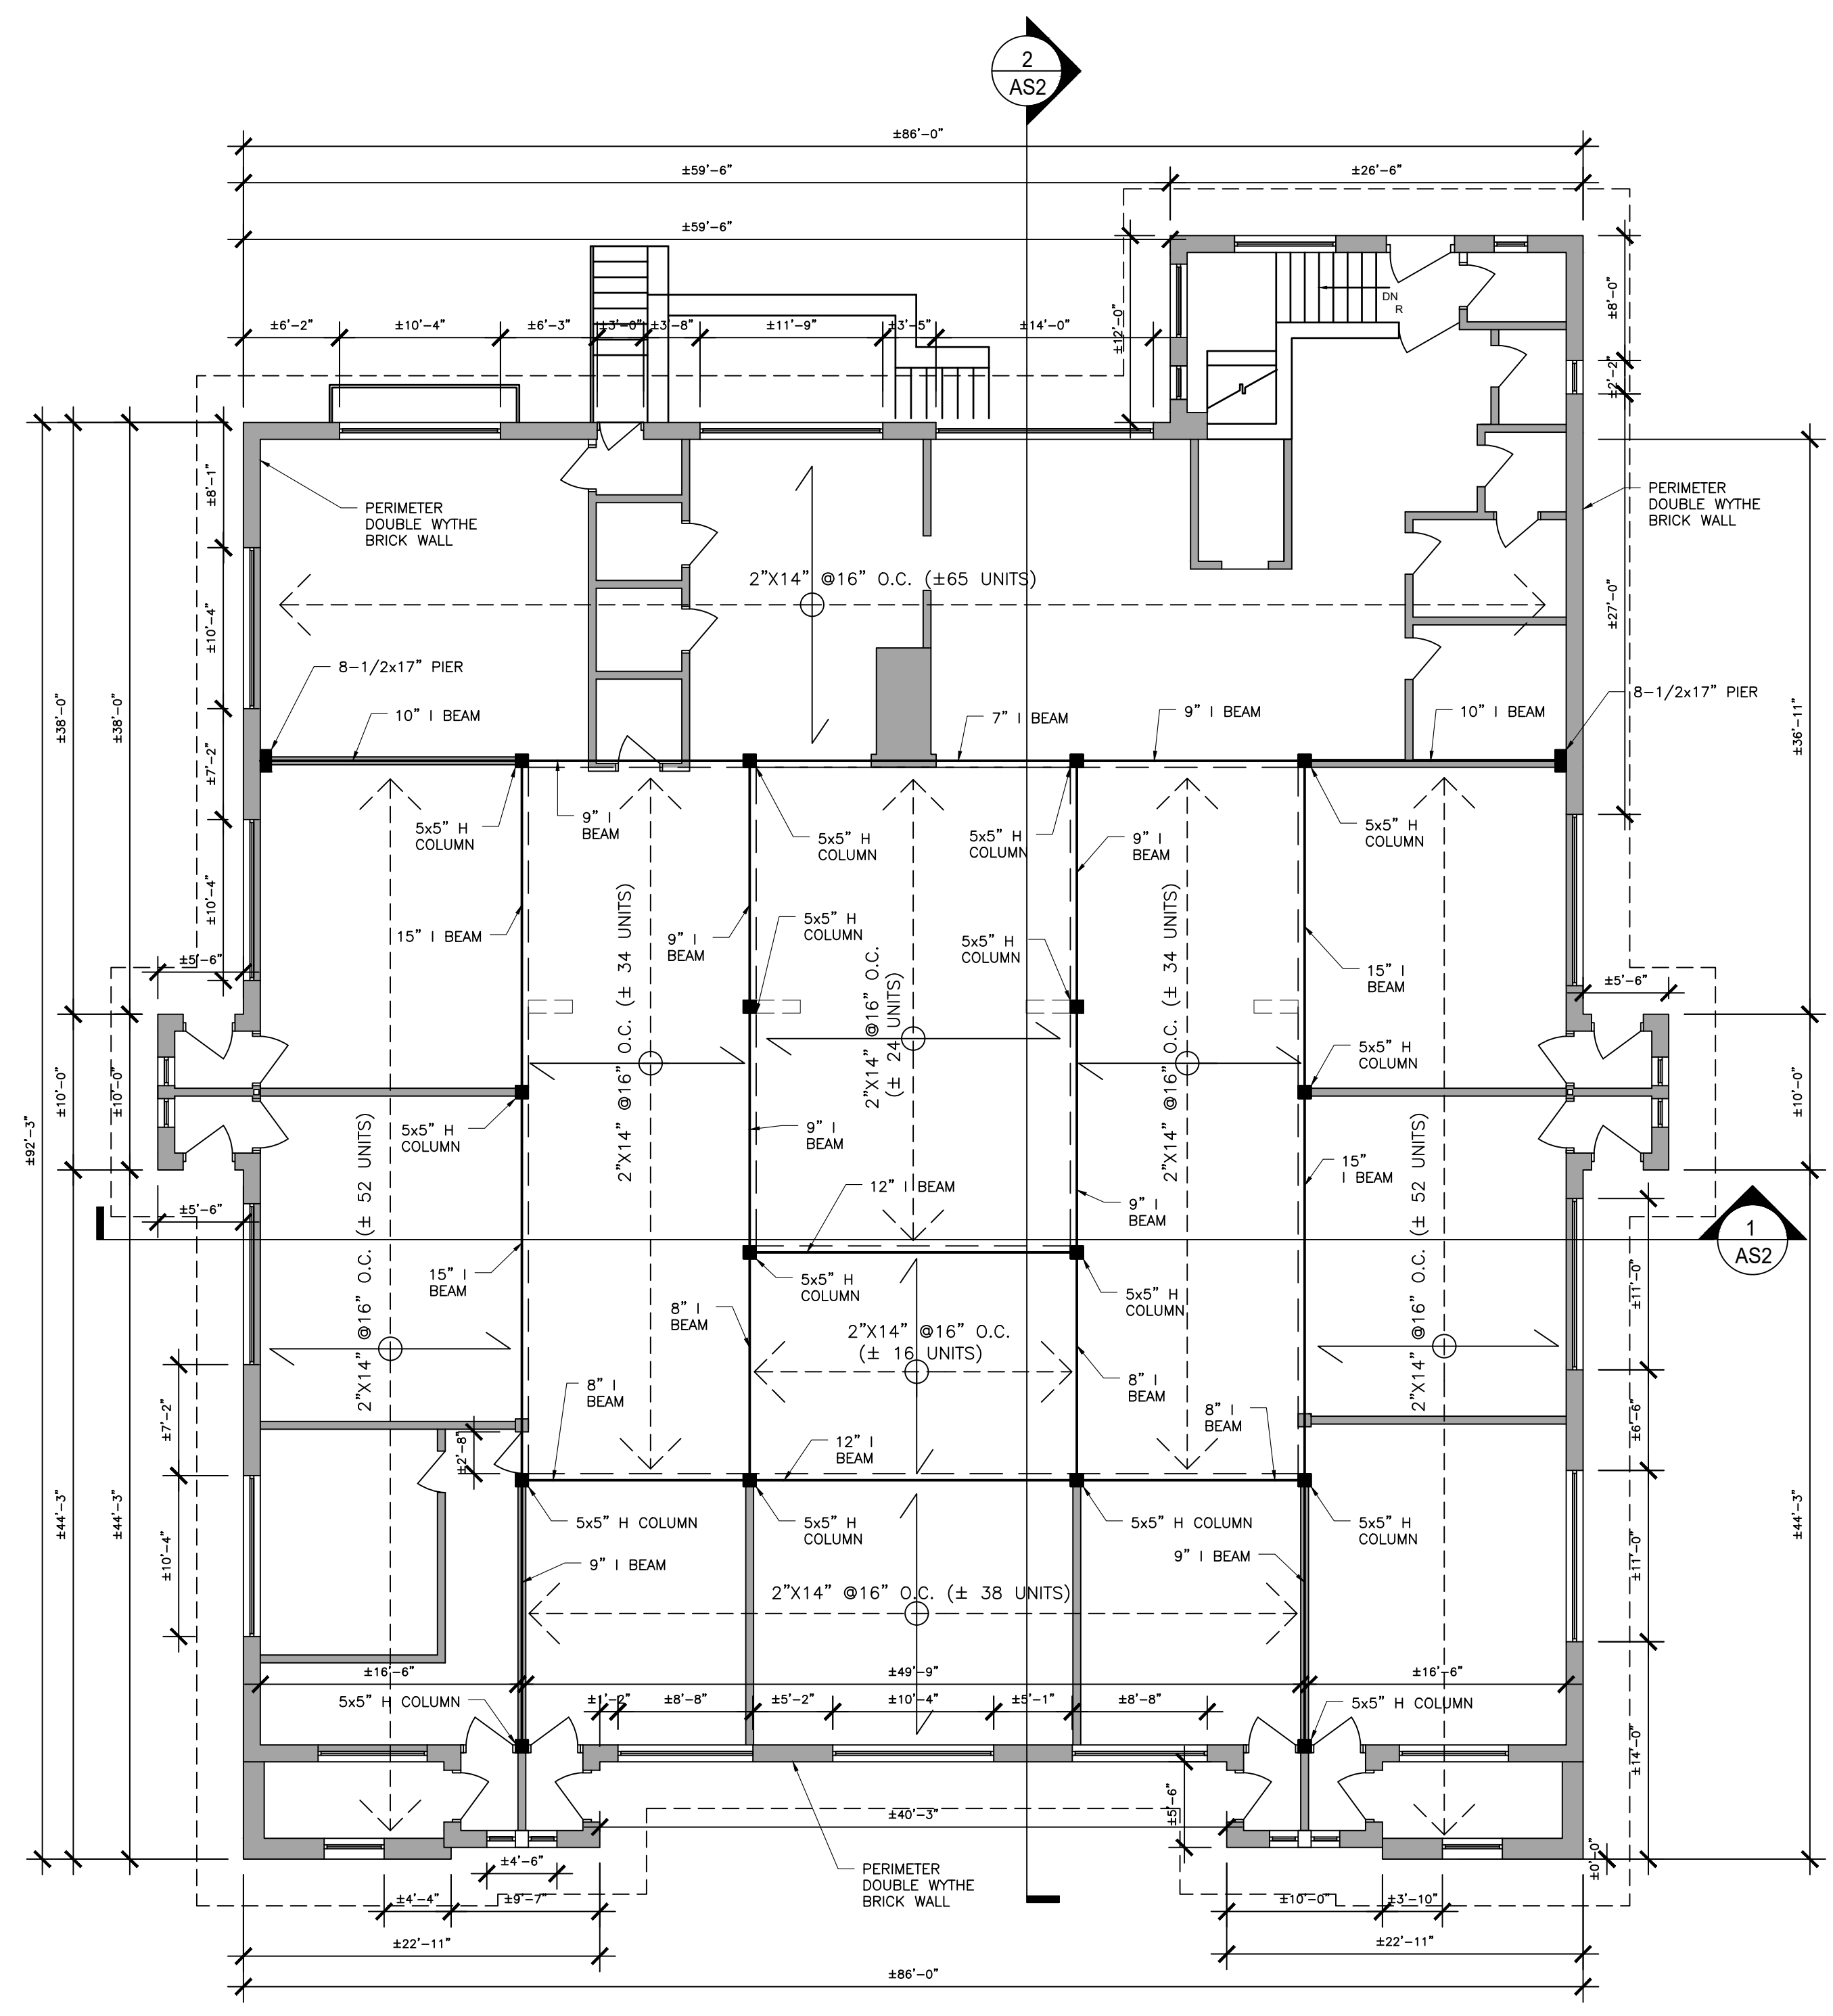 2
AS2
±86'-0"
±59'-6"
±26'-6"
±59'-6"
±6'-2"
±10'-4"
±6'-3"
±3'-0"
±3'-8"
±11'-9"
±3'-5"
±14'-0"
±12'-0"
±8'-0"
±2'-2"
DN
R
±8'-1"
PERIMETER
DOUBLE WYTHE
BRICK WALL
PERIMETER
DOUBLE WYTHE
BRICK WALL
2"X14" @16" O.C. (±65 UNITS)
±10'-4"
±27'-0"
8-1/2x17" PIER
8-1/2x17" PIER
10" I BEAM
7" I BEAM
9" I BEAM
10" I BEAM
±38'-0"
±38'-0"
±7'-2"
±36'-11"
5x5" H
COLUMN
9" I
BEAM
5x5" H
COLUMN
5x5" H
COLUMN
9" I
BEAM
5x5" H
COLUMN
±10'-4"
15" I BEAM
9" I
BEAM
5x5" H
COLUMN
5x5" H
COLUMN
15" I
BEAM
±5'-6"
±5'-6"
2"X14" @16" O.C. (± 34 UNITS)
2"X14" @16" O.C.
(± 24 UNITS)
2"X14" @16" O.C. (± 34 UNITS)
5x5" H
COLUMN
±92'-3"
±10'-0"
±10'-0"
±10'-0"
5x5" H
COLUMN
9" I
BEAM
15"
I BEAM
12" I BEAM
9" I
BEAM
±5'-6"
1
AS2
2"X14" @16" O.C. (± 52 UNITS)
2"X14" @16" O.C. (± 52 UNITS)
15" I
BEAM
5x5" H
COLUMN
5x5" H
COLUMN
±11'-0"
8" I
BEAM
2"X14" @16" O.C.
(± 16 UNITS)
8" I
BEAM
8" I
BEAM
8" I
BEAM
±7'-2"
±2'-8"
12" I
BEAM
±6'-6"
±44'-3"
±44'-3"
±44'-3"
5x5" H COLUMN
5x5" H
COLUMN
5x5" H COLUMN
5x5" H
COLUMN
±10'-4"
9" I BEAM
9" I BEAM
±11'-0"
2"X14" @16" O.C. (± 38 UNITS)
±16'-6"
±49'-9"
±16'-6"
5x5" H COLUMN
±1'-2"
±8'-8"
±5'-2"
±10'-4"
±5'-1"
±8'-8"
5x5" H COLUMN
±14'-0"
±5'-6"
±40'-3"
±4'-6"
PERIMETER
DOUBLE WYTHE
BRICK WALL
±0'-0"
±4'-4"
±9'-7"
±10'-0"
±3'-10"
±22'-11"
±22'-11"
±86'-0"